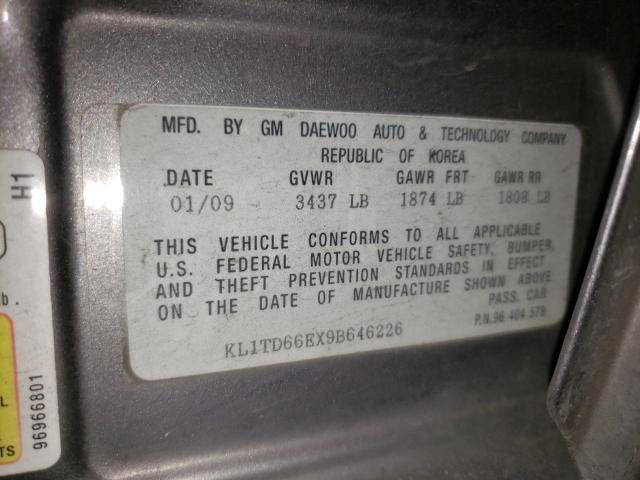 MFD. BY GM DAEWOO AUTO & TECHNOLOGY COMPANY
REPUBLIC OF KOREA
DATE GVWR GAWR FRT GAWR RR
01/09 3437 LB 1874 LB 1808 LB
THIS VEHICLE CONFORMS TO ALL APPLICABLE
U.S. FEDERAL MOTOR VEHICLE SAFETY, BUMPER,
AND THEFT PREVENTION STANDARDS IN EFFECT
ON THE DATE OF MANUFACTURE SHOWN ABOVE
PASS. CAR
KL1TD66EX9B646226
P.N.96 404 578
H1
96966801
lb.
L
TS